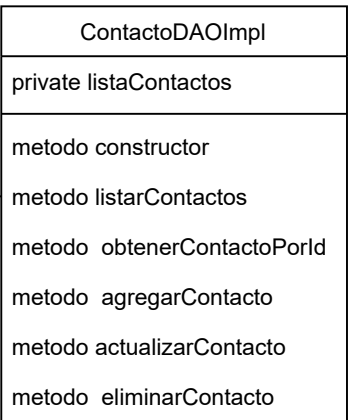 ContactoDAOImpl
private listaContactos
metodo constructor
metodo listarContactos
metodo obtenerContactoPorId
metodo agregarContacto
metodo actualizarContacto
metodo eliminarContacto